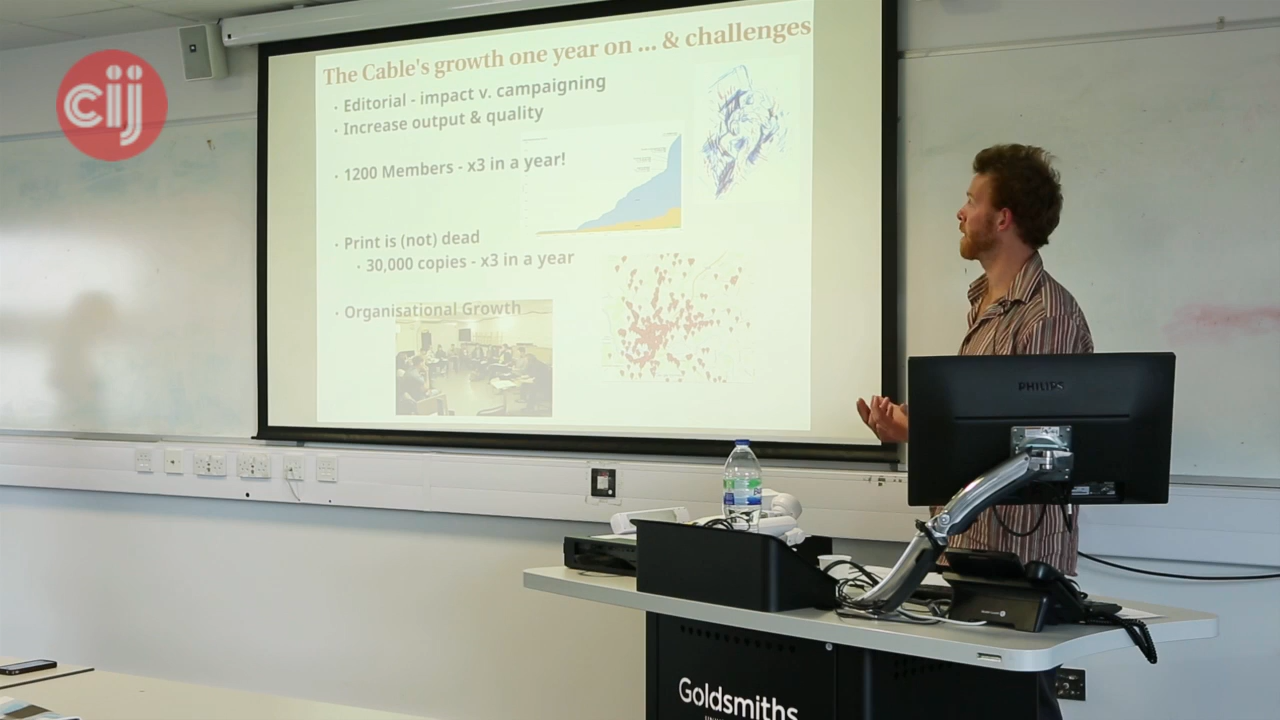 cij
The Cable's growth one year on ... & challenges
· Editorial - impact v. campaigning
· Increase output & quality
· 1200 Members - x3 in a year!
· Print is (not) dead
· 30,000 copies - x3 in a year
· Organisational Growth
PHILIPS
Goldsmiths